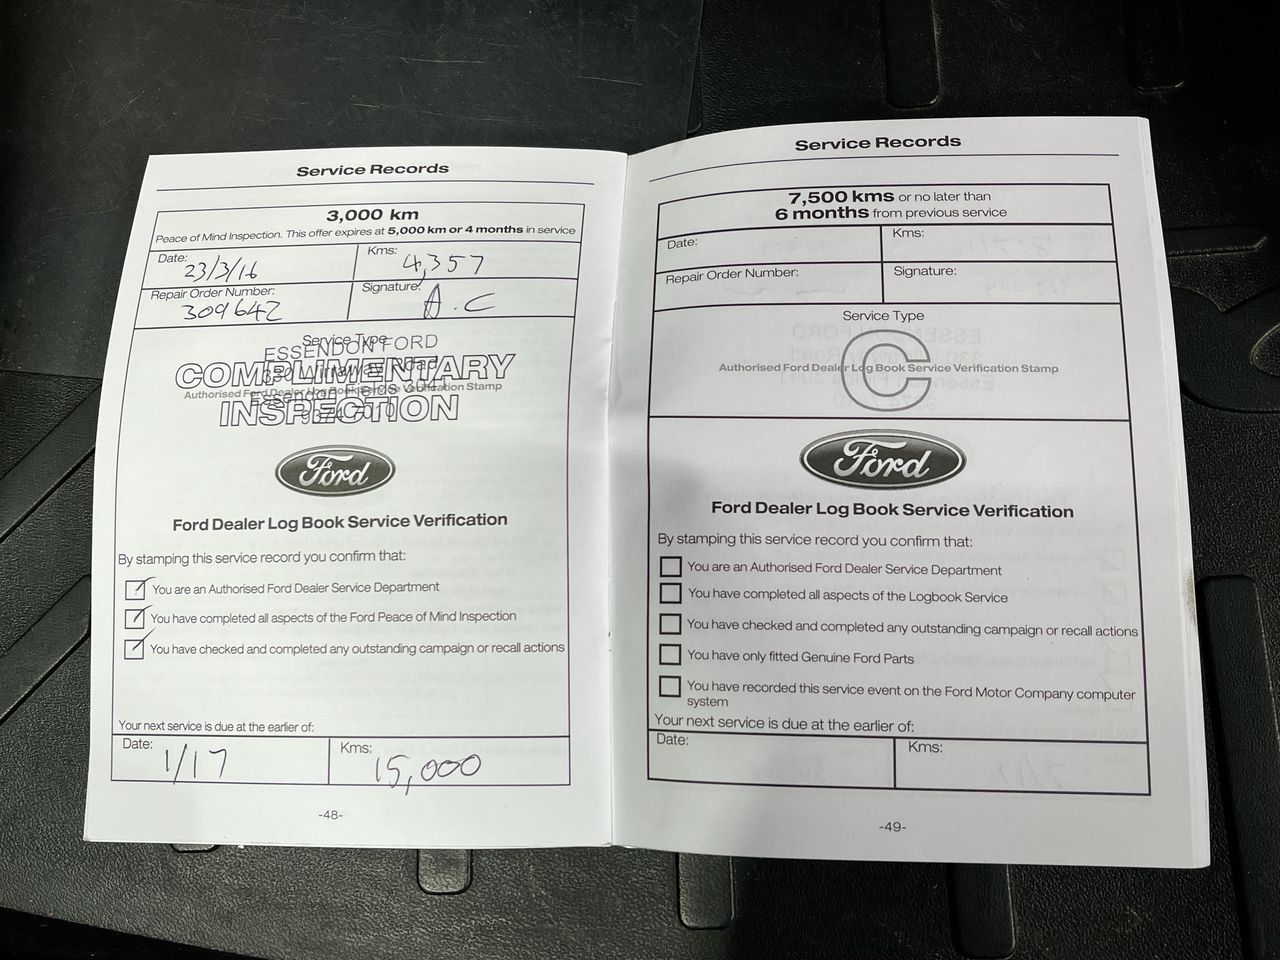 Service Records
3,000 km
Peace of Mind Inspection. This offer expires at 5,000 km or 4 months in service
Date: 23/3/16
Kms: 4,357
Repair Order Number: 309642
Signature: A.C
Service Type
ESSENDON FORD
COMPLIMENTARY
Authorised Ford Dealer Log Book Service Verification Stamp
INSPECTION
Ford
Ford Dealer Log Book Service Verification
By stamping this service record you confirm that:
You are an Authorised Ford Dealer Service Department
You have completed all aspects of the Ford Peace of Mind Inspection
You have checked and completed any outstanding campaign or recall actions
Your next service is due at the earlier of:
Date: 1/17
Kms: 15,000
-48-
Service Records
7,500 kms or no later than
6 months from previous service
Date:
Kms:
Repair Order Number:
Signature:
Service Type
C
Authorised Ford Dealer Log Book Service Verification Stamp
Ford
Ford Dealer Log Book Service Verification
By stamping this service record you confirm that:
You are an Authorised Ford Dealer Service Department
You have completed all aspects of the Logbook Service
You have checked and completed any outstanding campaign or recall actions
You have only fitted Genuine Ford Parts
You have recorded this service event on the Ford Motor Company computer
system
Your next service is due at the earlier of:
Date:
Kms:
-49-